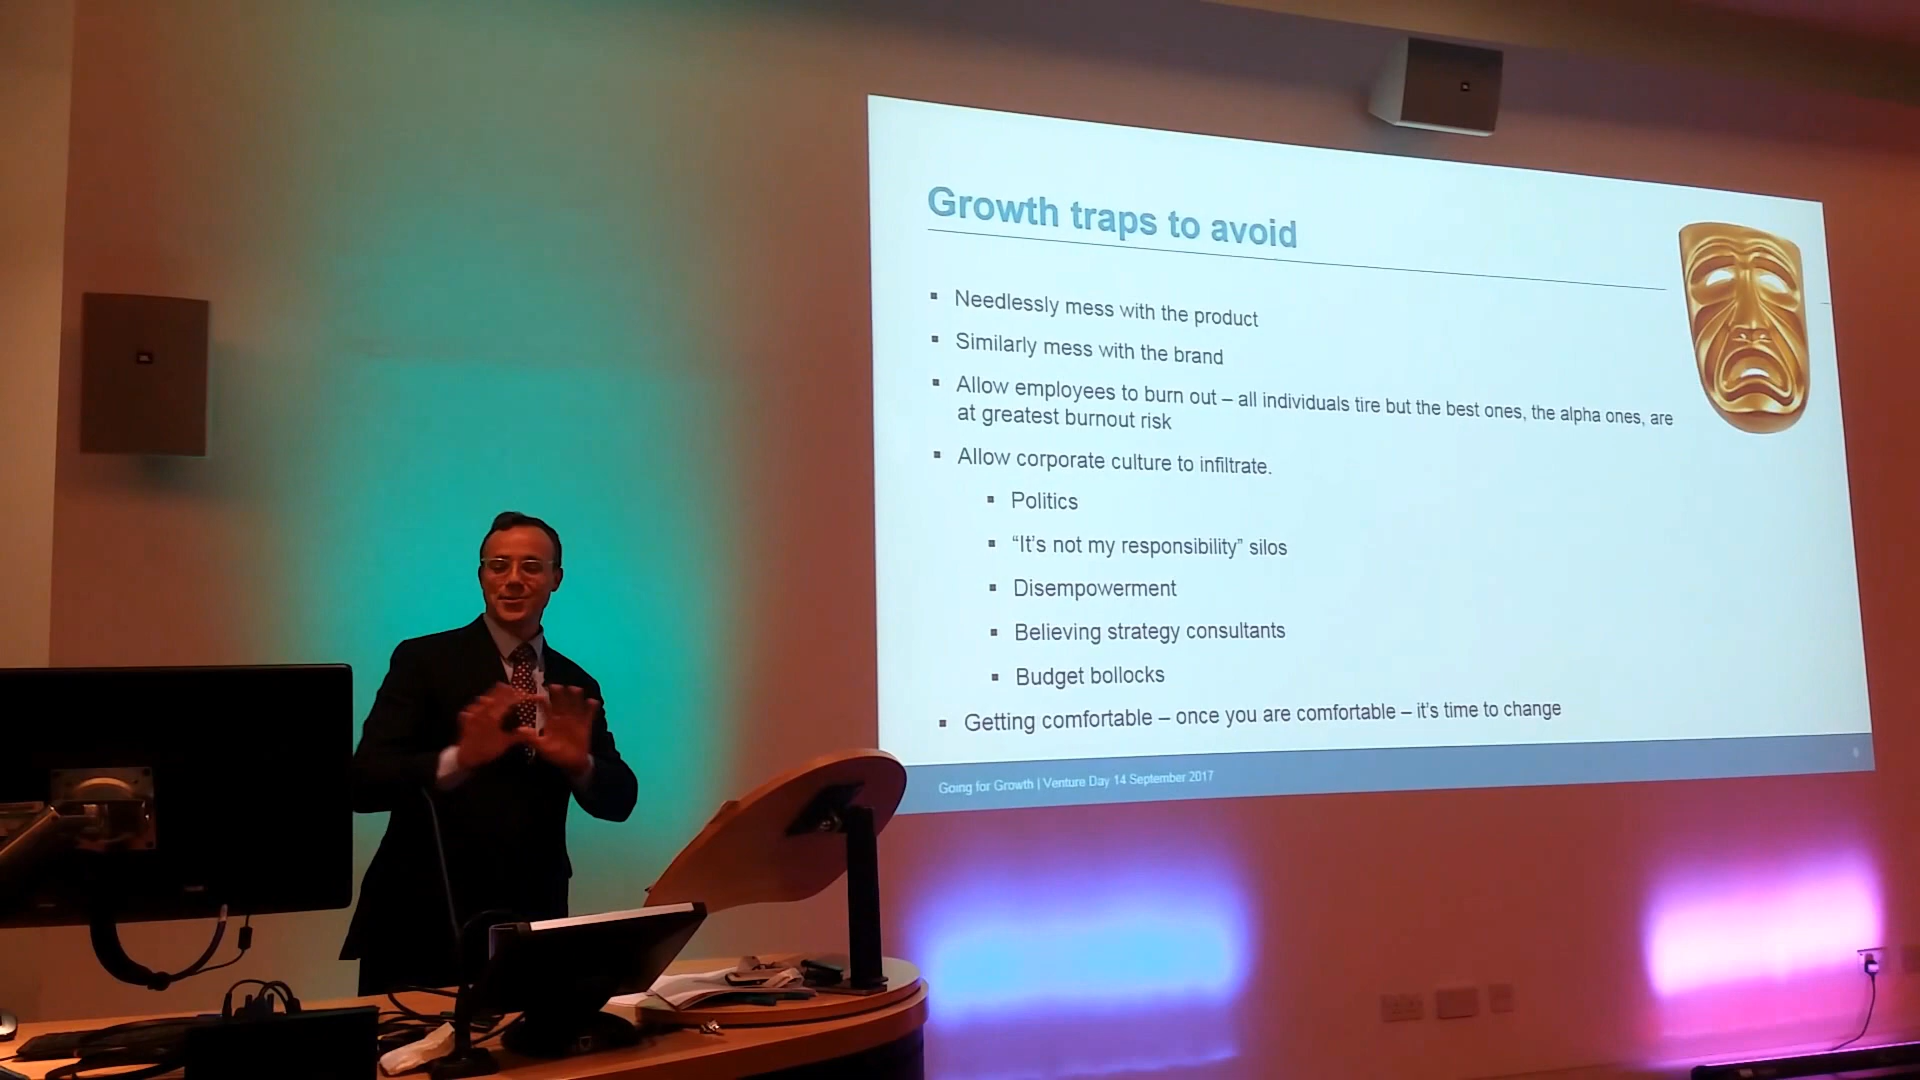 Growth traps to avoid
Needlessly mess with the product
Similarly mess with the brand
Allow employees to burn out – all individuals tire but the best ones, the alpha ones, are
at greatest burnout risk
Allow corporate culture to infiltrate.
Politics
“It’s not my responsibility” silos
Disempowerment
Believing strategy consultants
Budget bollocks
Getting comfortable – once you are comfortable – it’s time to change
Going for Growth | Venture Day 14 September 2017